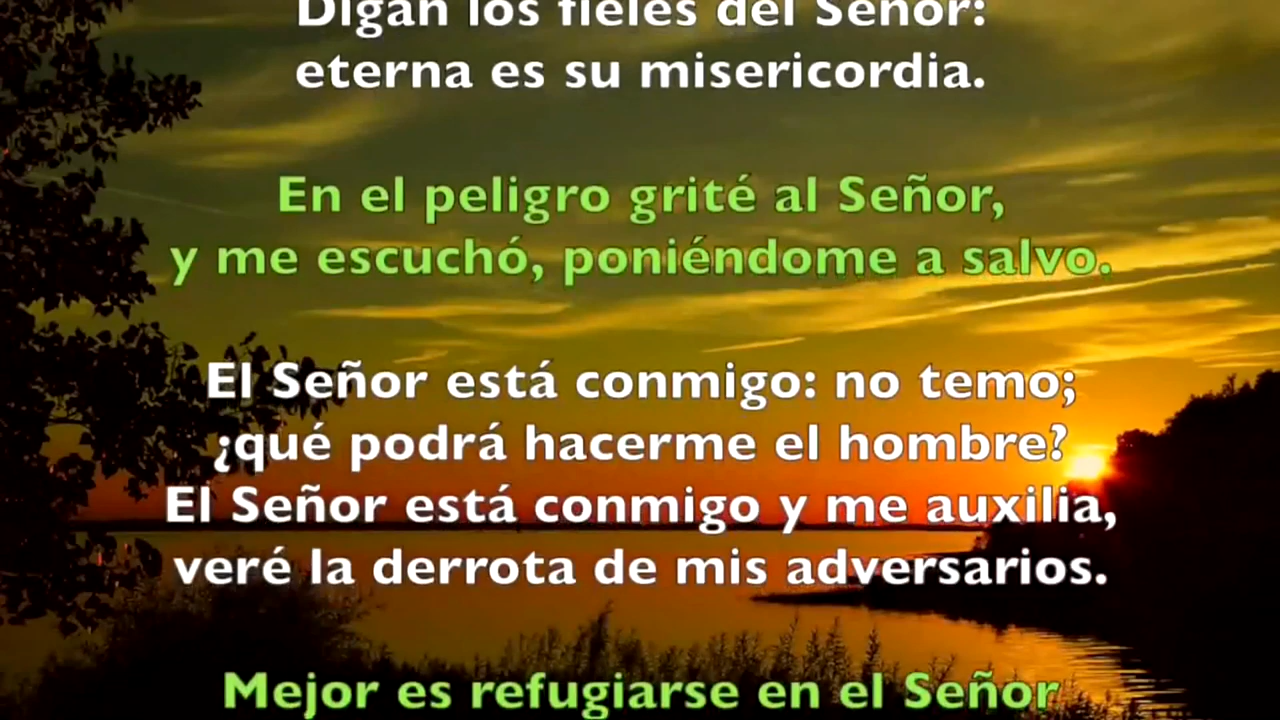 Digan los fieles del Señor:
eterna es su misericordia.
En el peligro grité al Señor,
y me escuchó, poniéndome a salvo.
El Señor está conmigo: no temo;
¿qué podrá hacerme el hombre?
El Señor está conmigo y me auxilia,
veré la derrota de mis adversarios.
Mejor es refugiarse en el Señor